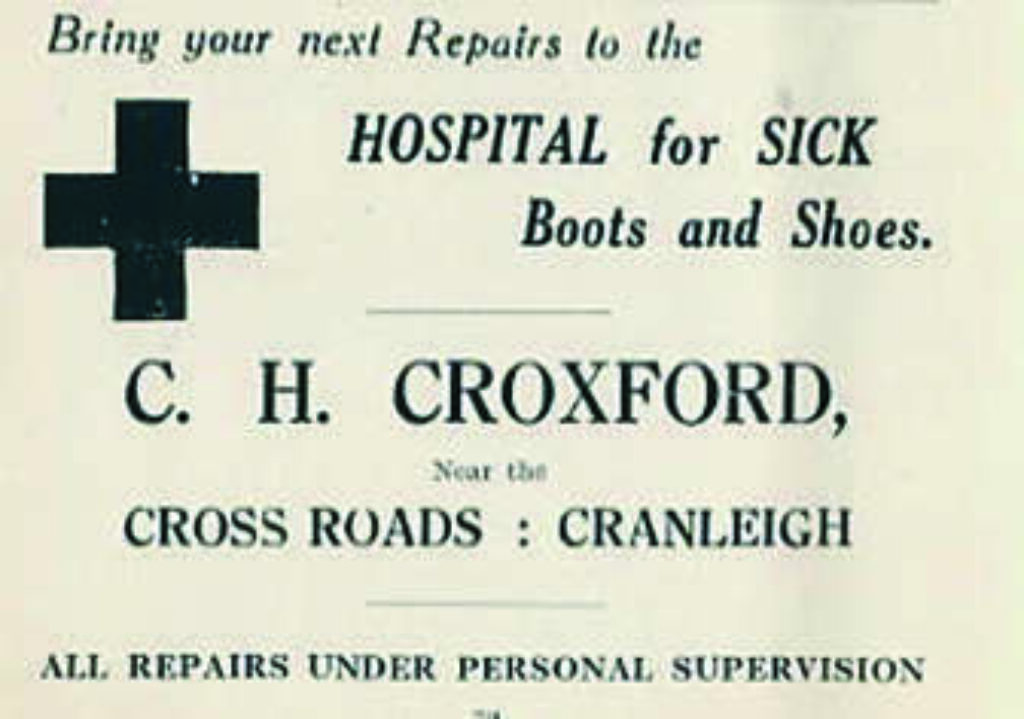 Bring your next Repairs to the
HOSPITAL for SICK
Boots and Shoes.
C. H. CROXFORD,
Near the
CROSS ROADS : CRANLEIGH
ALL REPAIRS UNDER PERSONAL SUPERVISION